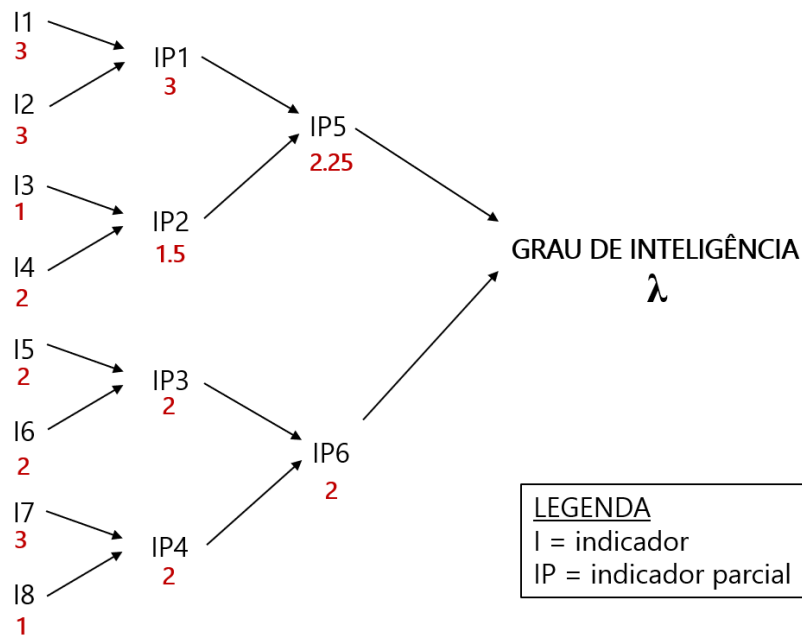 I1
3
I2
3
I3
1
I4
2
I5
2
I6
2
I7
3
I8
1
IP1
3
IP2
1.5
IP3
2
IP4
2
IP5
2.25
IP6
2
GRAU DE INTELIGÊNCIA
λ
LEGENDA
I = indicador
IP = indicador parcial